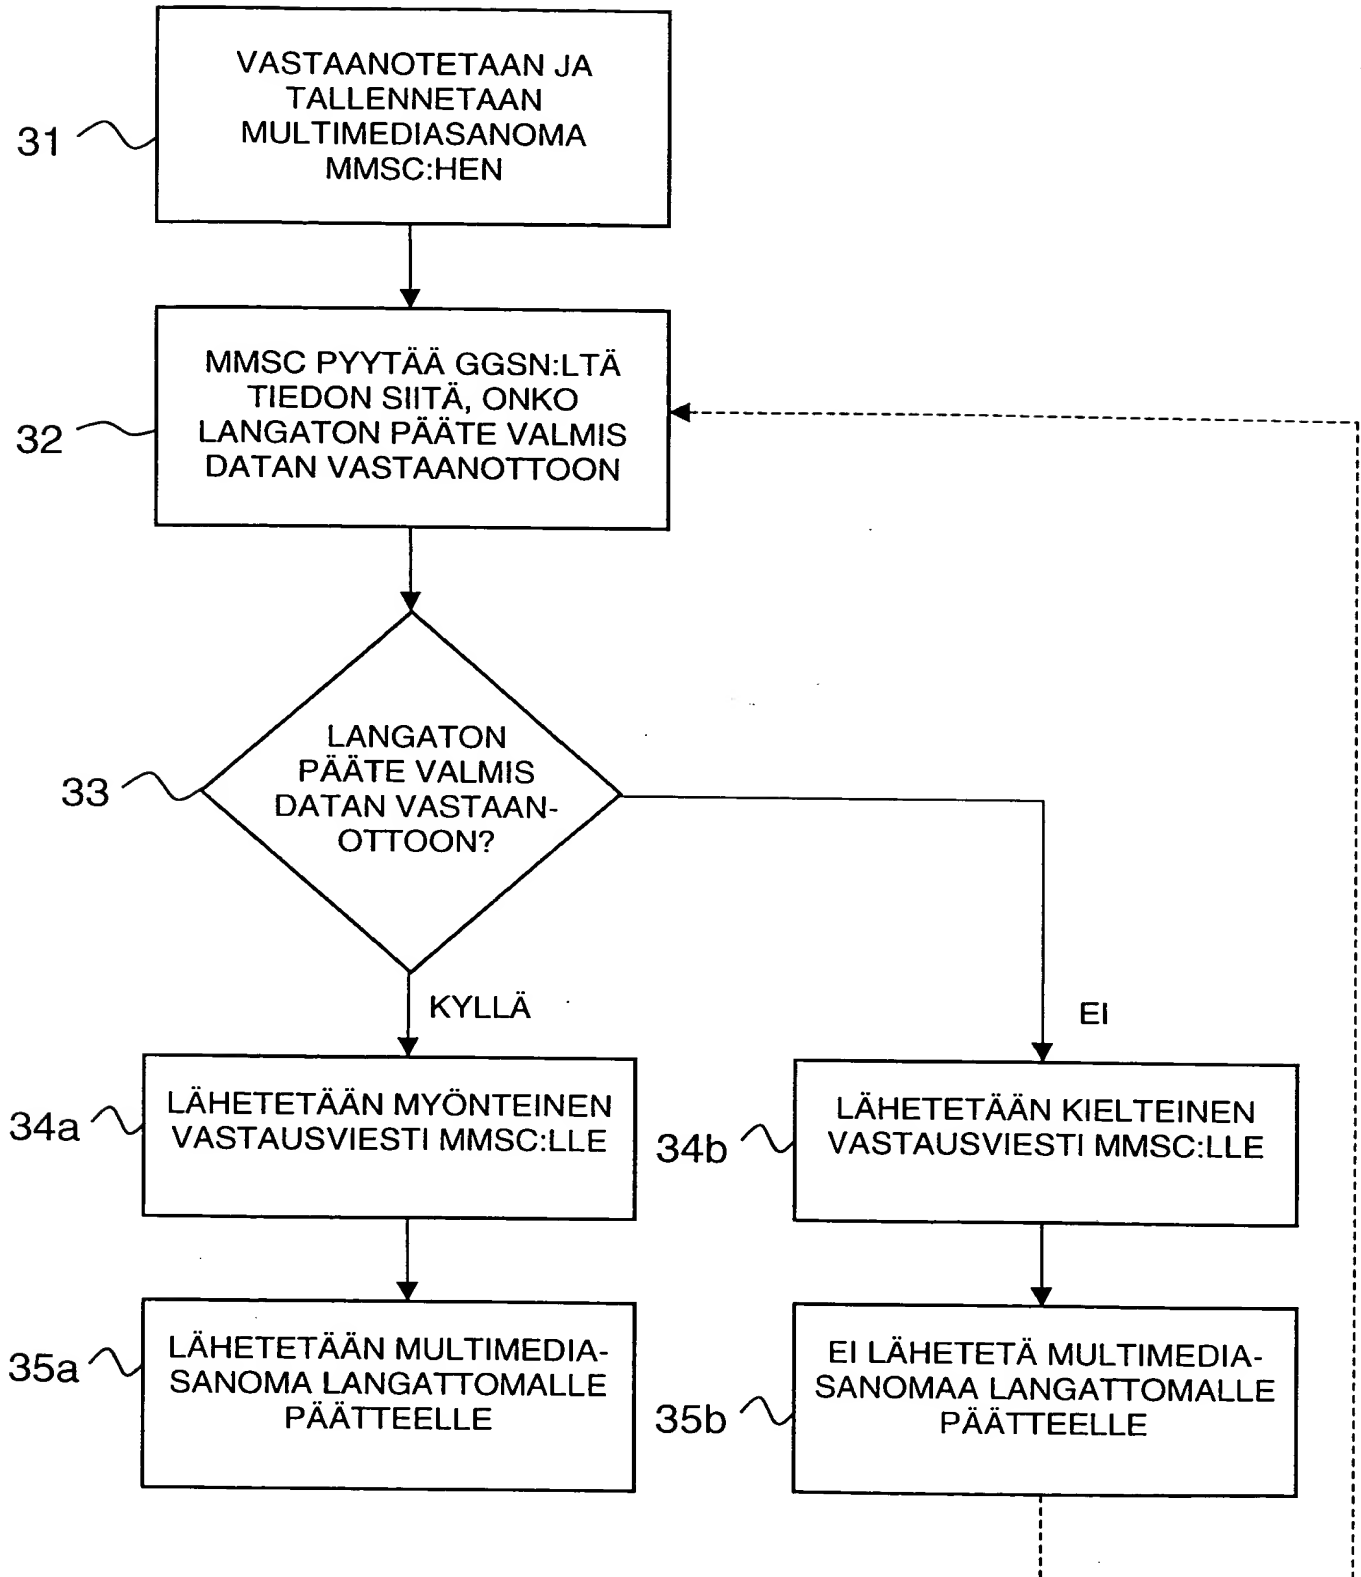 VASTAANOTETAAN JA
TALLENNETAAN
MULTIMEDIASANOMA
MMSC:HEN
31
MMSC PYYTÄÄ GGSN:LTÄ
TIEDON SIITÄ, ONKO
LANGATON PÄÄTE VALMIS
DATAN VASTAANOTTOON
32
LANGATON
PÄÄTE VALMIS
DATAN VASTAAN-
OTTOON?
33
KYLLÄ
EI
34a
LÄHETETÄÄN MYÖNTEINEN
VASTAUSVIESTI MMSC:LLE
34b
LÄHETETÄÄN KIELTEINEN
VASTAUSVIESTI MMSC:LLE
35a
LÄHETETÄÄN MULTIMEDIA-
SANOMA LANGATTOMALLE
PÄÄTTEELLE
35b
EI LÄHETETÄ MULTIMEDIA-
SANOMAA LANGATTOMALLE
PÄÄTTEELLE